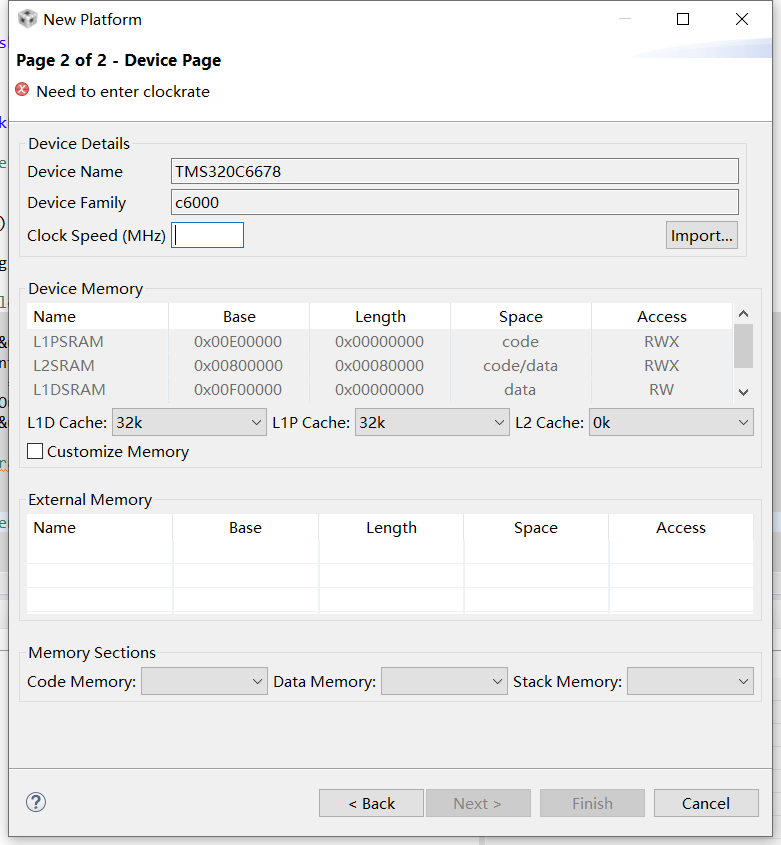 New Platform
Page 2 of 2 - Device Page
Need to enter clockrate
Device Details
Device Name TMS320C6678
Device Family c6000
Clock Speed (MHz) Import...
Device Memory
Name Base Length Space Access
L1PSRAM 0x00E00000 0x00000000 code RWX
L2SRAM 0x00800000 0x00080000 code/data RWX
L1DSRAM 0x00F00000 0x00000000 data RW
L1D Cache: 32k L1P Cache: 32k L2 Cache: 0k
Customize Memory
External Memory
Name Base Length Space Access
Memory Sections
Code Memory: Data Memory: Stack Memory:
? < Back Next > Finish Cancel